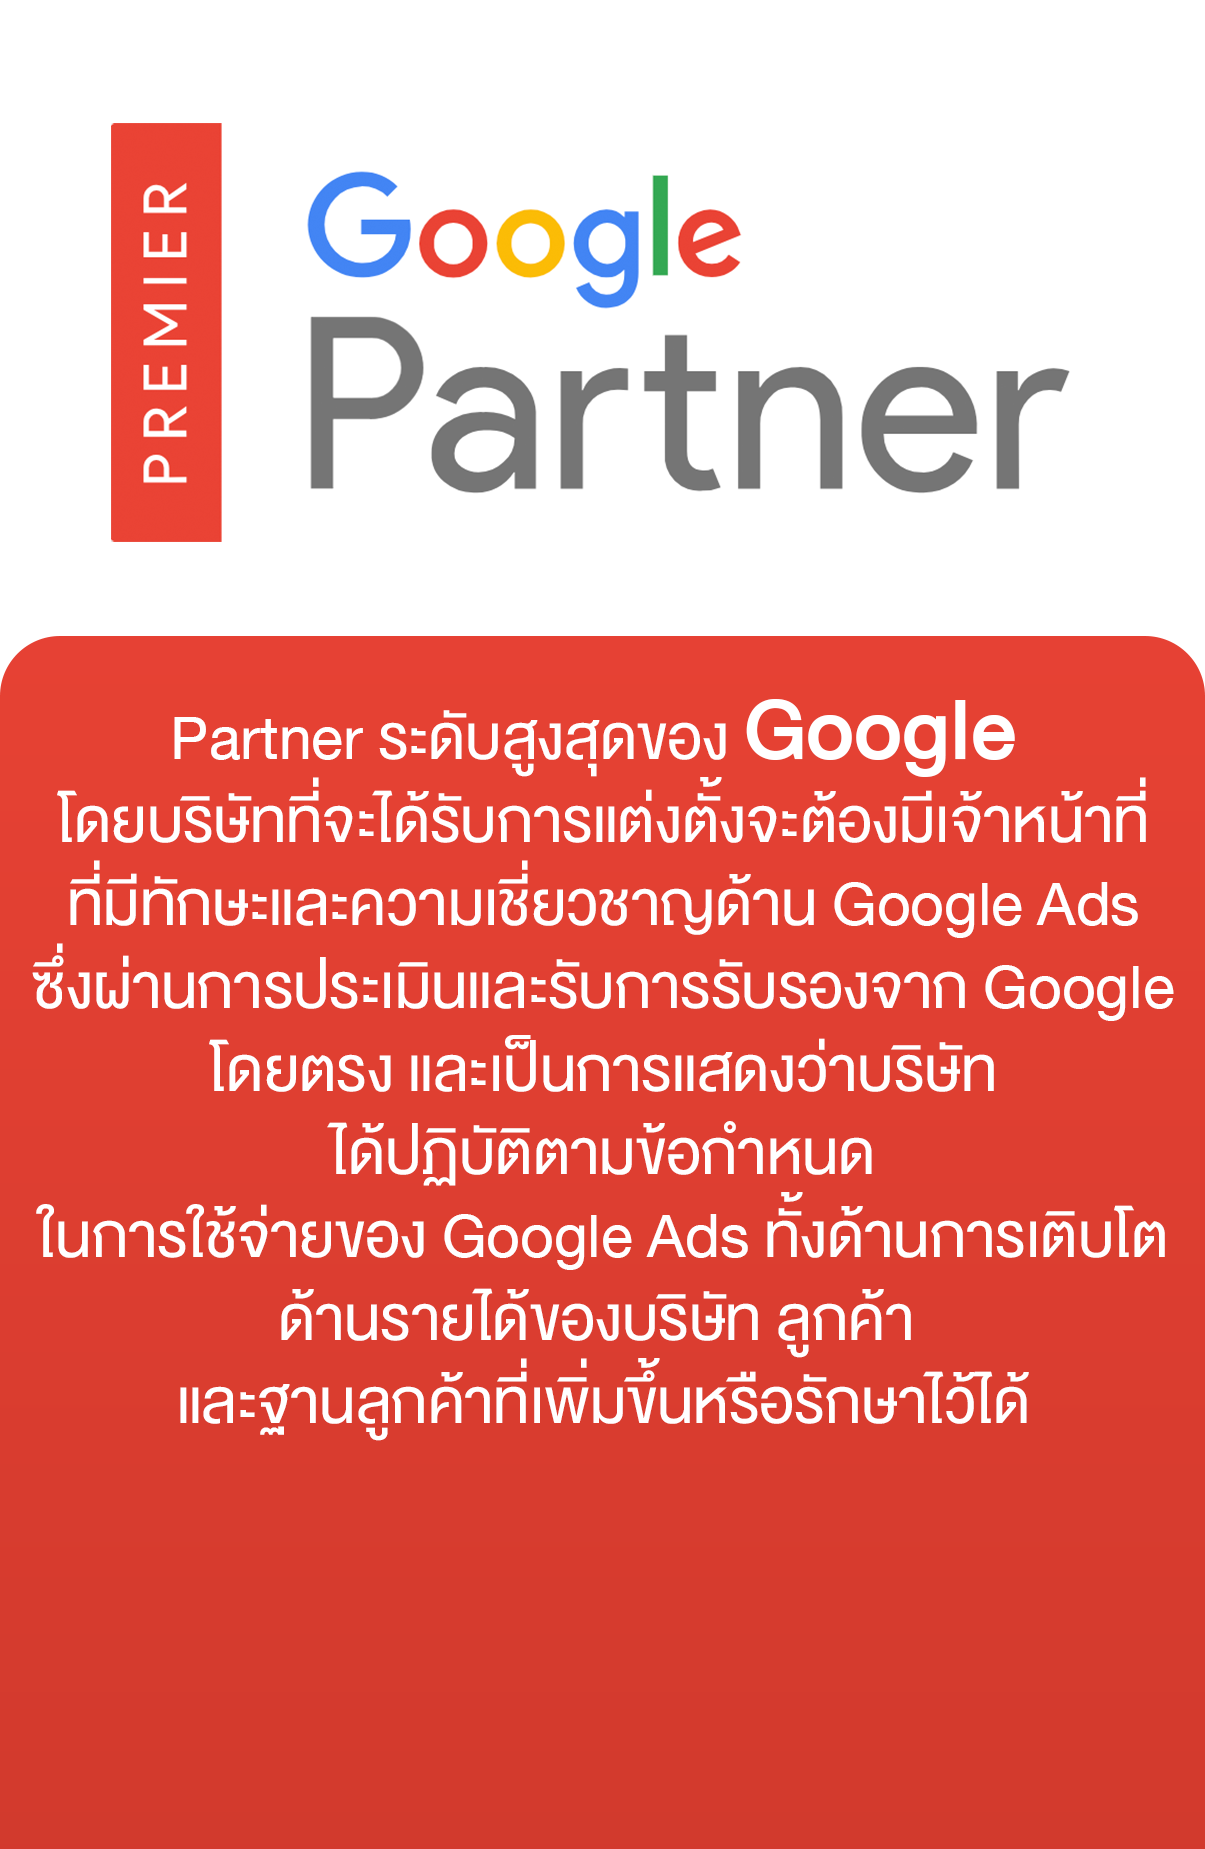 PREMIER
Google
Partner
Partner ระดับสูงสุดของ Google
โดยบริษัทที่จะได้รับการแต่งตั้งจะต้องมีเจ้าหน้าที่
ที่มีทักษะและความเชี่ยวชาญด้าน Google Ads
ซึ่งผ่านการประเมินและรับการรับรองจาก Google
โดยตรง และเป็นการแสดงว่าบริษัท
ได้ปฏิบัติตามข้อกำหนด
ในการใช้จ่ายของ Google Ads ทั้งด้านการเติบโต
ด้านรายได้ของบริษัท ลูกค้า
และฐานลูกค้าที่เพิ่มขึ้นหรือรักษาไว้ได้